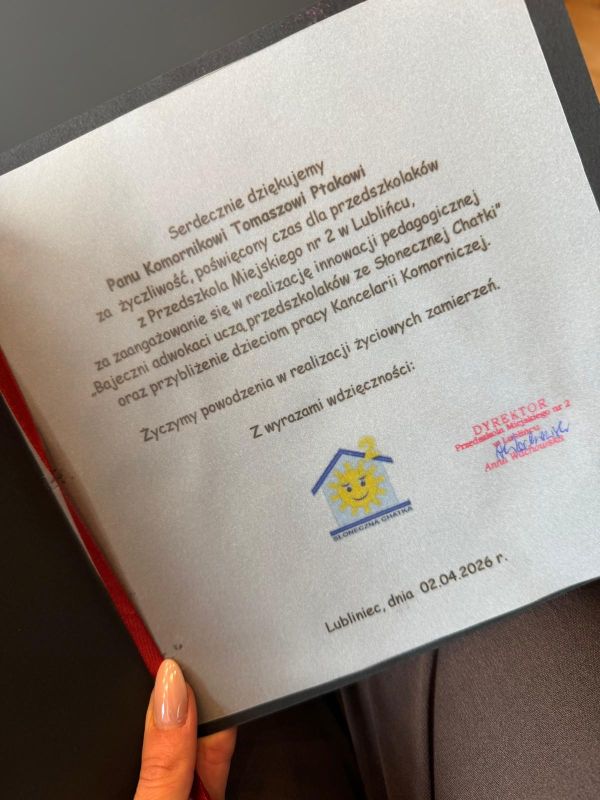 Serdecznie dziękujemy
Panu Komornikowi Tomaszowi Ptakowi
za życzliwość, poświęcony czas dla przedszkolaków
z Przedszkola Miejskiego nr 2 w Lublińcu,
za zaangażowanie się w realizację innowacji pedagogicznej
„Bajeczni adwokaci uczą przedszkolaków ze Słonecznej Chatki"
oraz przybliżenie dzieciom pracy Kancelarii Komorniczej.
Życzymy powodzenia w realizacji życiowych zamierzeń.
Z wyrazami wdzięczności:
DYREKTOR
Przedszkola Miejskiego nr 2
w Lublińcu
Anna
SŁONECZNA CHATKA
Lubliniec, dnia 02.04.2026 r.